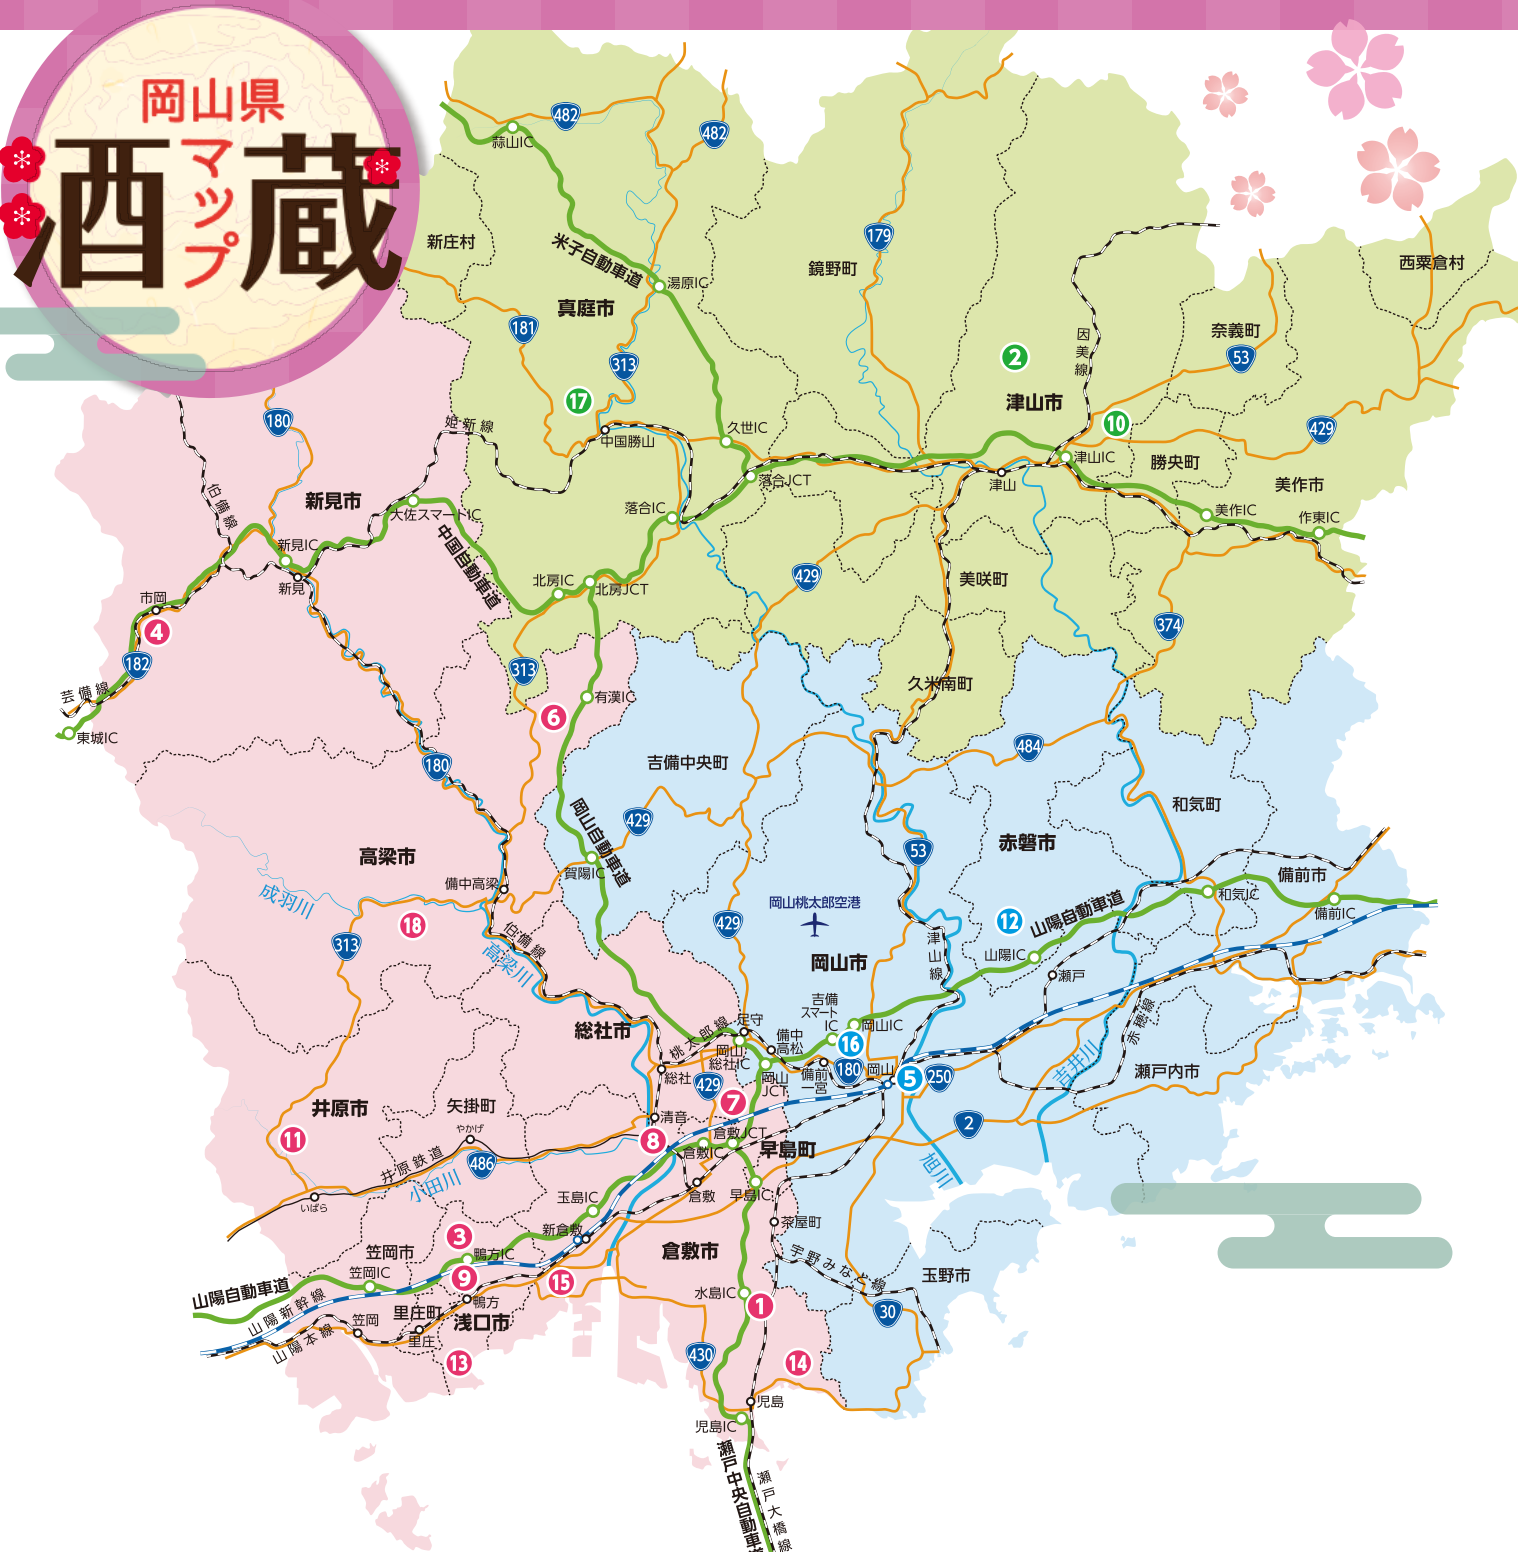 岡山県
酒蔵
マップ
482
482
蒜山IC
新庄村
米子自動車道
湯原IC
真庭市
179
鏡野町
西粟倉村
181
313
因美線
奈義町
53
2
津山市
17
10
429
180
姫新線
中国勝山
久世IC
津山IC
勝央町
落合JCT
津山
美作市
新見市
伯備線
大佐スマートIC
落合IC
美作IC
作東IC
中国自動車道
新見IC
新見
北房IC
北房JCT
429
美咲町
市岡
4
182
374
313
芸備線
有漢IC
久米南町
6
東城IC
180
吉備中央町
484
和気町
岡山自動車道
429
53
赤磐市
高梁市
賀陽IC
備中高梁
備前市
和気IC
成羽川
岡山桃太郎空港
備前IC
18
429
12
山陽自動車道
313
伯備線
高梁川
津山線
山陽IC
岡山市
瀬戸
総社市
吉備スマートIC
桃太郎線
足守
岡山IC
備中高松
16
赤穂線
岡山総社IC
総社
岡山JCT
備前一宮
180
岡山
5
250
吉井川
瀬戸内市
429
7
井原市
矢掛町
やかげ
清音
2
11
8
倉敷JCT
倉敷IC
早島町
井原鉄道
486
小田川
旭川
いばら
玉島IC
倉敷
早島IC
新倉敷
茶屋町
3
笠岡市
鴨方IC
倉敷市
宇野みなと線
玉野市
笠岡IC
9
15
山陽自動車道
水島IC
1
30
山陽新幹線
鴨方
里庄町
浅口市
笠岡
里庄
山陽本線
13
430
14
児島
児島IC
瀬戸中央自動車道
瀬戸大橋線